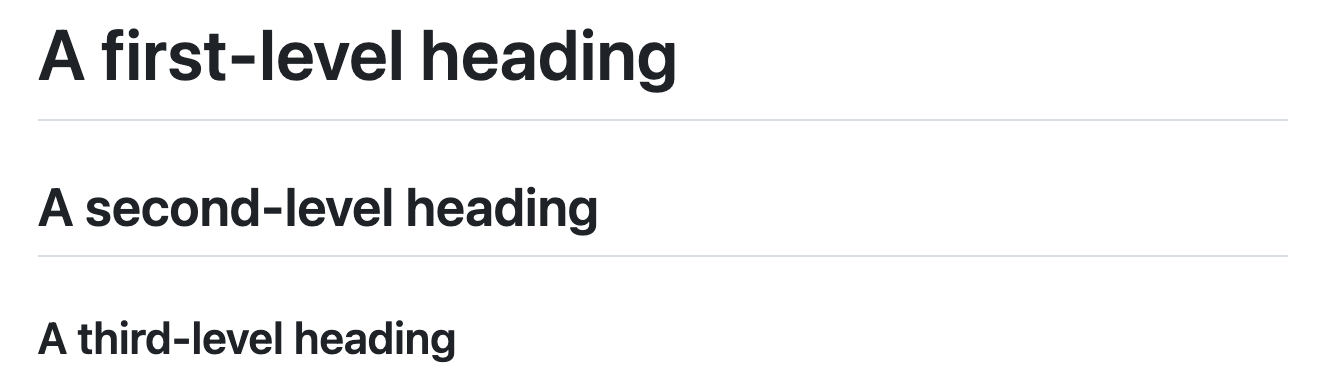 A first-level heading
A second-level heading
A third-level heading